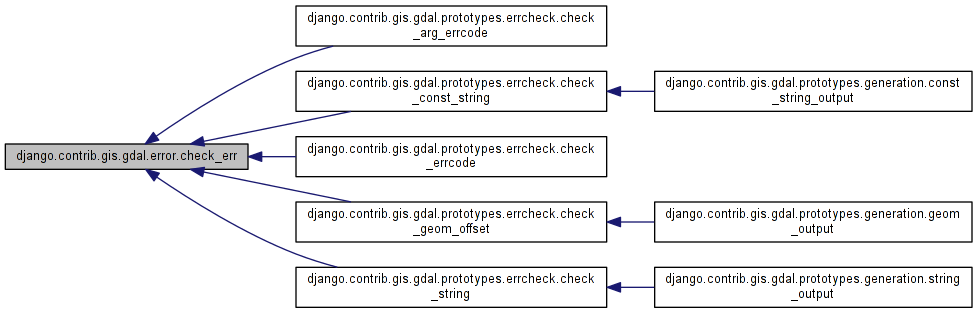 django.contrib.gis.gdal.error.check_err
django.contrib.gis.gdal.prototypes.errcheck.check
_arg_errcode
django.contrib.gis.gdal.prototypes.errcheck.check
_const_string
django.contrib.gis.gdal.prototypes.generation.const
_string_output
django.contrib.gis.gdal.prototypes.errcheck.check
_errcode
django.contrib.gis.gdal.prototypes.errcheck.check
_geom_offset
django.contrib.gis.gdal.prototypes.generation.geom
_output
django.contrib.gis.gdal.prototypes.errcheck.check
_string
django.contrib.gis.gdal.prototypes.generation.string
_output